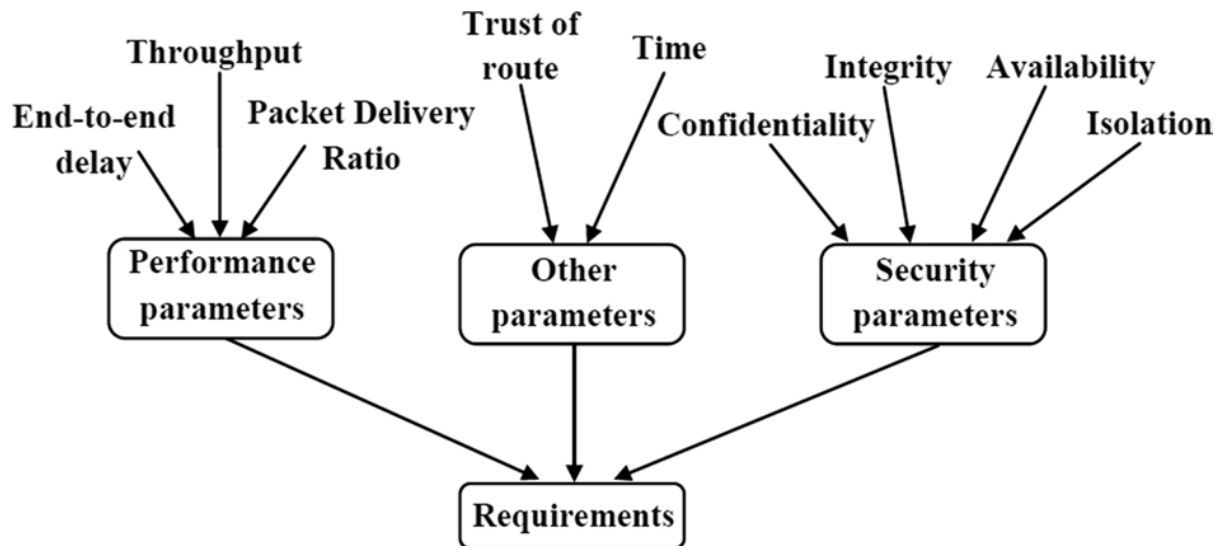 Throughput
End-to-end
delay
Packet Delivery
Ratio
Trust of
route
Time
Integrity
Availability
Confidentiality
Isolation
Performance
parameters
Other
parameters
Security
parameters
Requirements